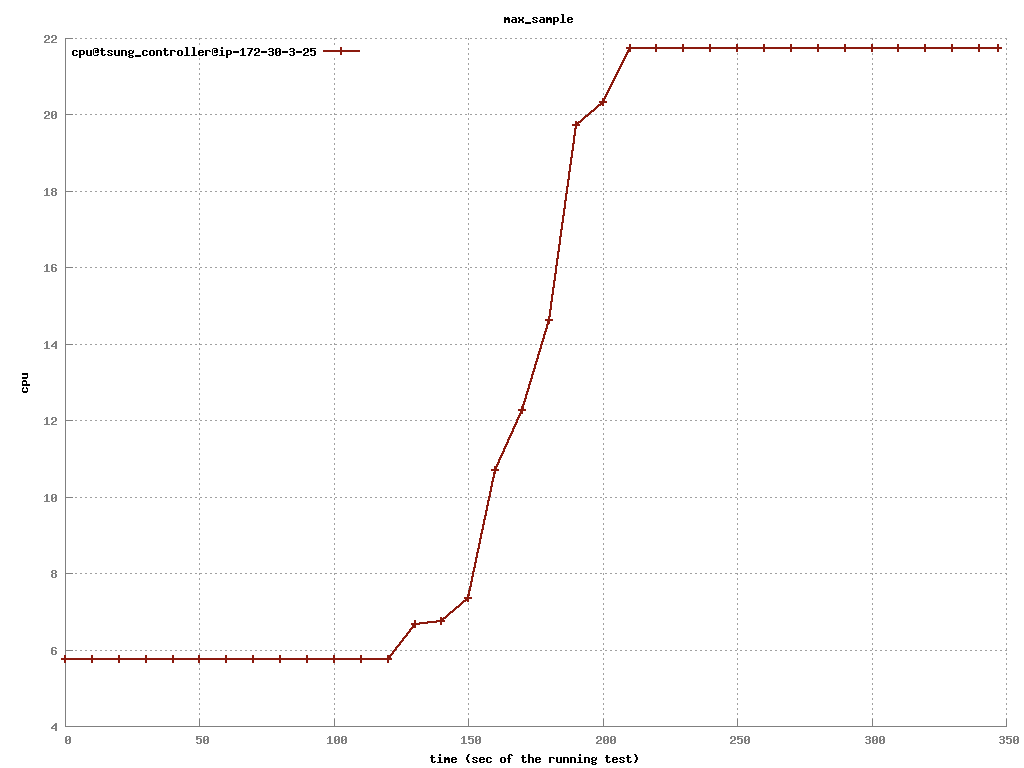 max_sample
cpu@tsung_controller@ip-172-30-3-25
22
20
18
16
14
12
10
8
6
4
cpu
0 50 100 150 200 250 300 350
time (sec of the running test)